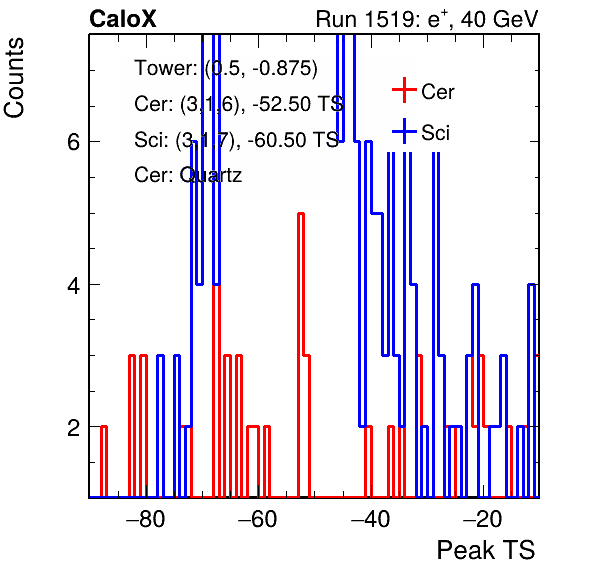 CaloX Run 1519: e⁺, 40 GeV
Counts
Tower: (0.5, -0.875)
Cer: (3,1,6), -52.50 TS
Sci: (3,1,7), -60.50 TS
Cer: Quartz
Cer
Sci
6
4
2
−80 −60 −40 −20
Peak TS